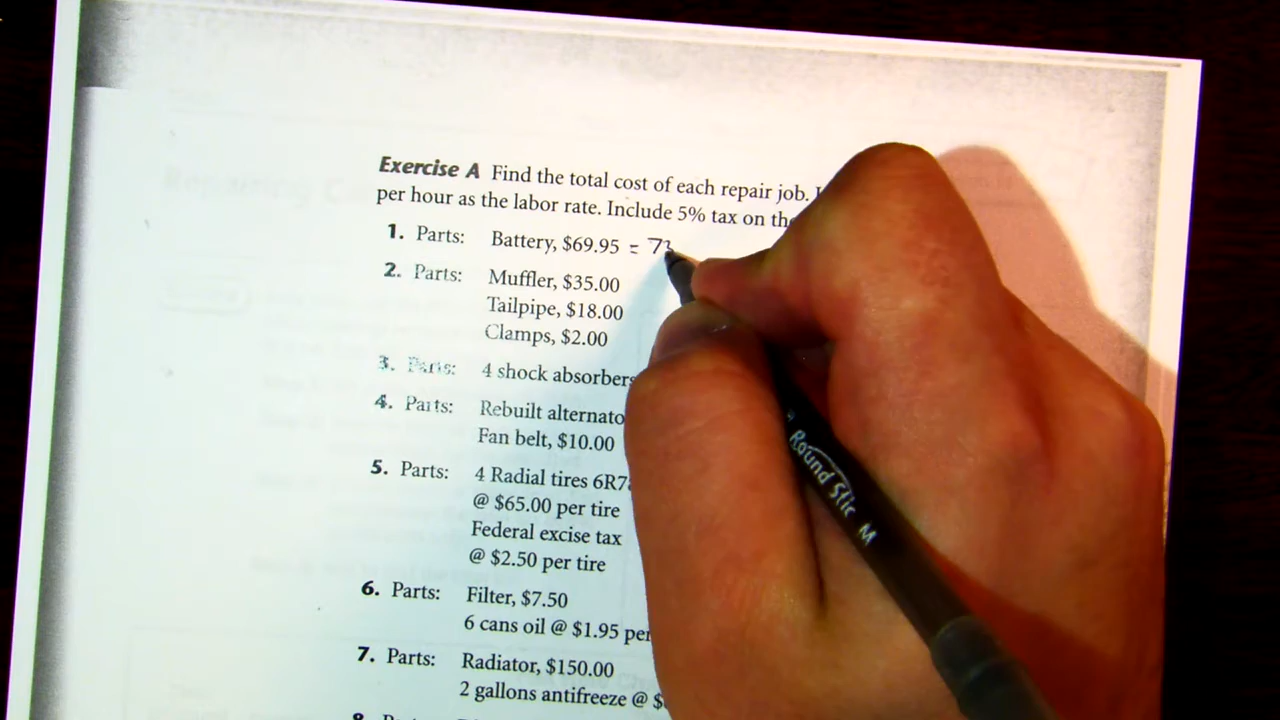 Exercise A Find the total cost of each repair job.
per hour as the labor rate. Include 5% tax on the
1. Parts: Battery, $69.95 = 73
2. Parts: Muffler, $35.00
Tailpipe, $18.00
Clamps, $2.00
3. Parts: 4 shock absorbers
4. Parts: Rebuilt alternato
Fan belt, $10.00
5. Parts: 4 Radial tires 6R7
@ $65.00 per tire
Federal excise tax
@ $2.50 per tire
6. Parts: Filter, $7.50
6 cans oil @ $1.95 per
7. Parts: Radiator, $150.00
2 gallons antifreeze @ $
8.
Round Stic M